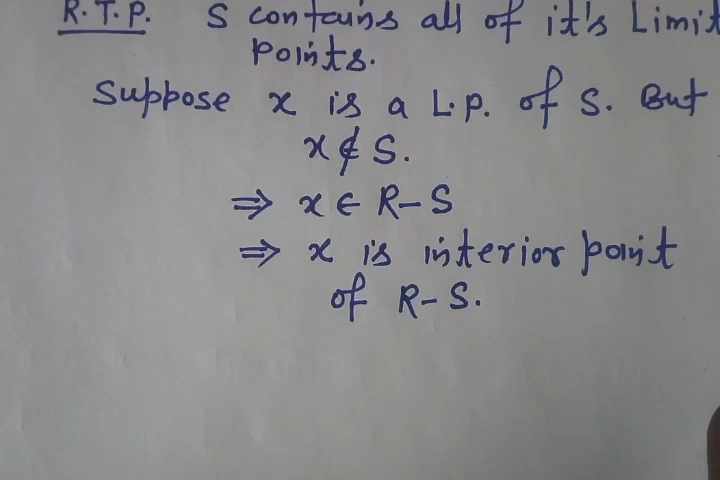 R.T.P. S contains all of it's Limit
points.
Suppose x is a L.P. of S. But
x ∉ S.
⇒ x ∈ R-S
⇒ x is interior point
of R-S.